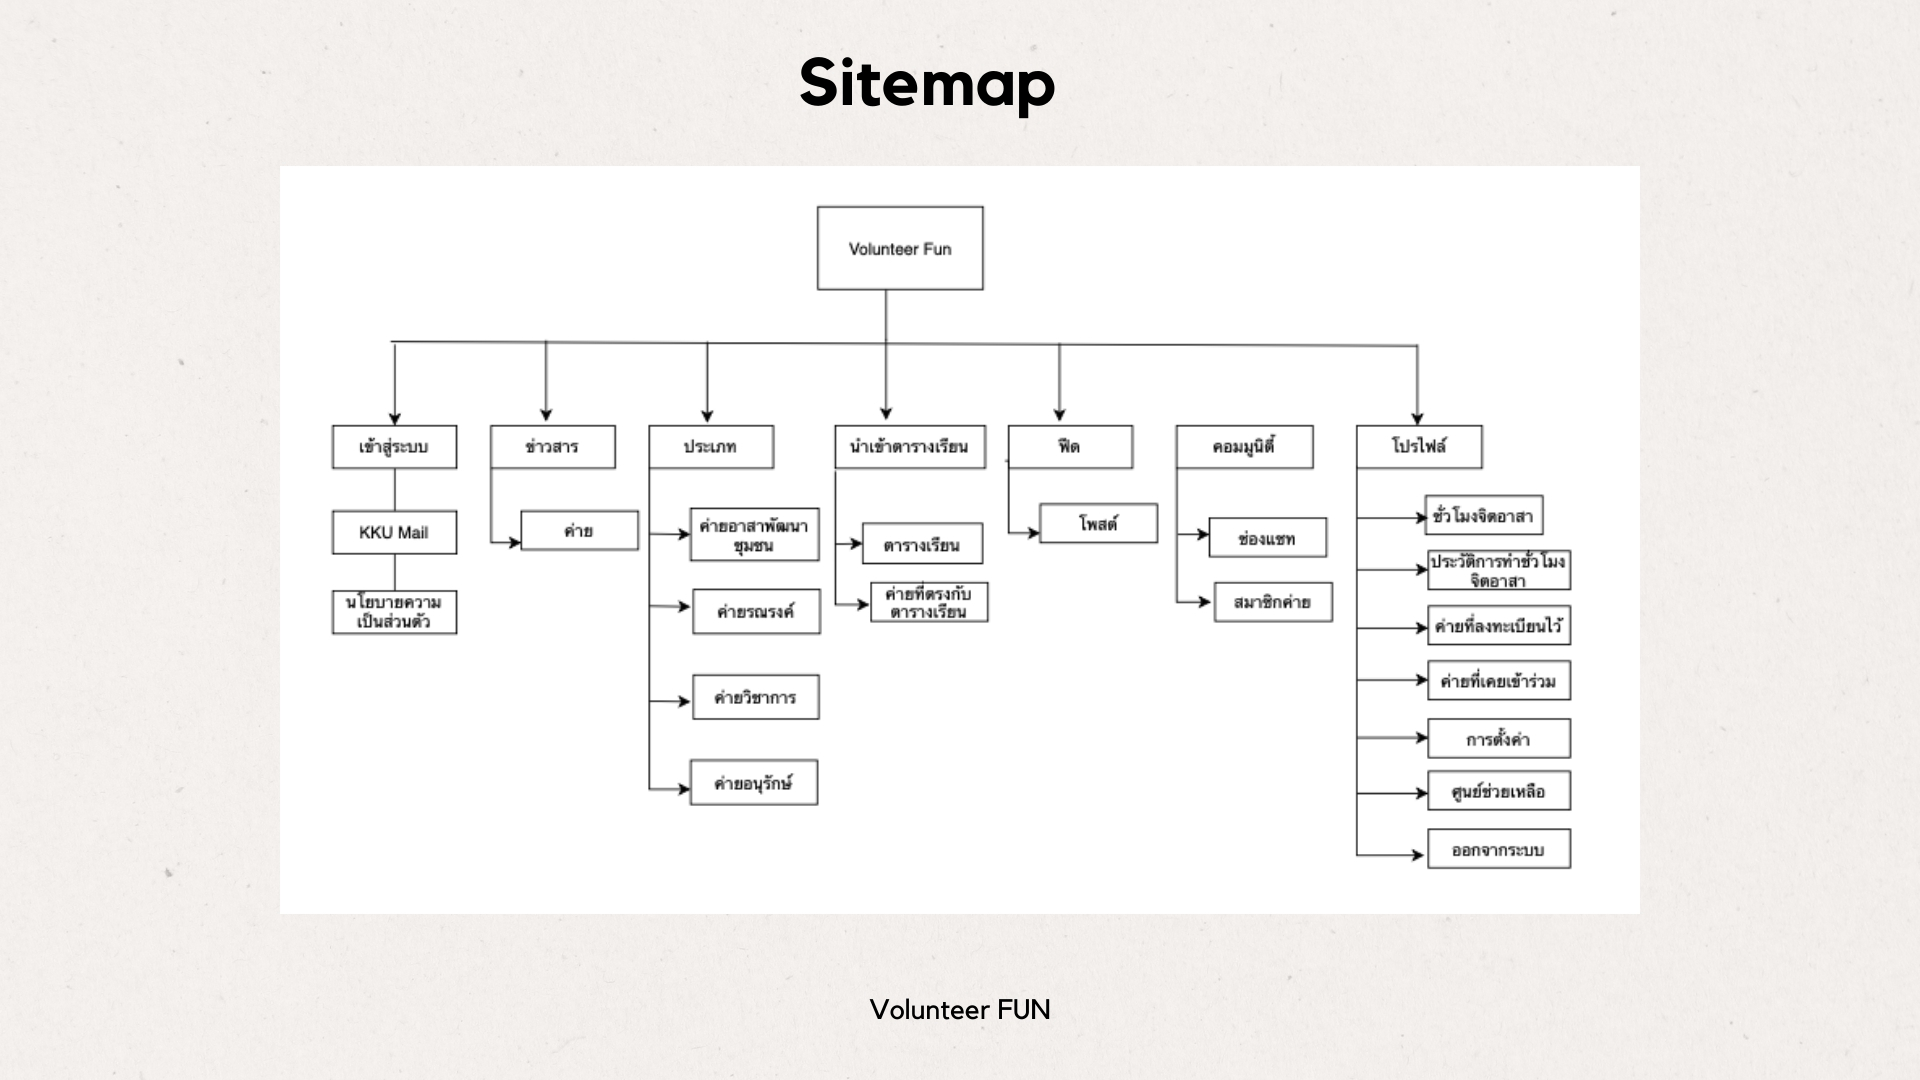 Sitemap
Volunteer Fun
เข้าสู่ระบบ
KKU Mail
นโยบายความ
เป็นส่วนตัว
ข่าวสาร
ค่าย
ประเภท
ค่ายอาสาพัฒนา
ชุมชน
ค่ายรณรงค์
ค่ายวิชาการ
ค่ายอนุรักษ์
นำเข้าตารางเรียน
ตารางเรียน
ค่ายที่ตรงกับ
ตารางเรียน
ฟีด
โพสต์
คอมมูนิตี้
ช่องแชท
สมาชิกค่าย
โปรไฟล์
ชั่วโมงจิตอาสา
ประวัติการทำชั่วโมง
จิตอาสา
ค่ายที่ลงทะเบียนไว้
ค่ายที่เคยเข้าร่วม
การตั้งค่า
ศูนย์ช่วยเหลือ
ออกจากระบบ
Volunteer FUN